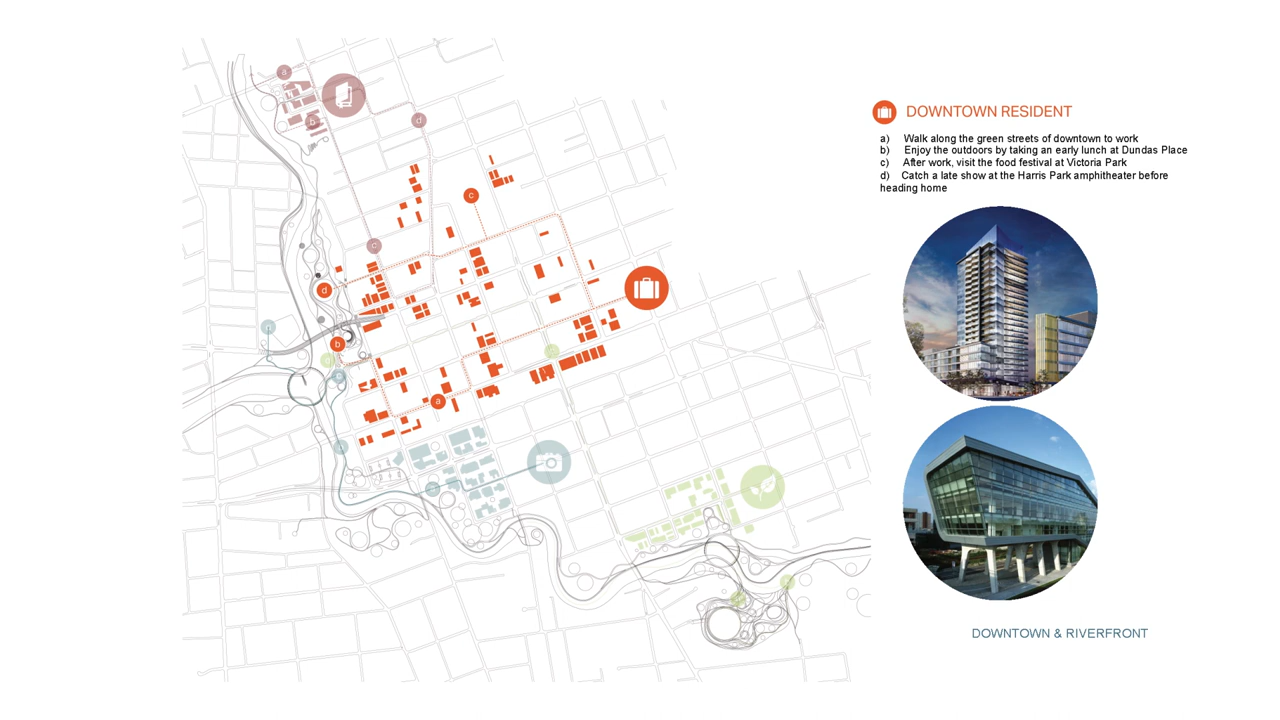 DOWNTOWN RESIDENT
a) Walk along the green streets of downtown to work
b) Enjoy the outdoors by taking an early lunch at Dundas Place
c) After work, visit the food festival at Victoria Park
d) Catch a late show at the Harris Park amphitheater before
heading home
a
b
d
c
c
d
b
a
DOWNTOWN & RIVERFRONT